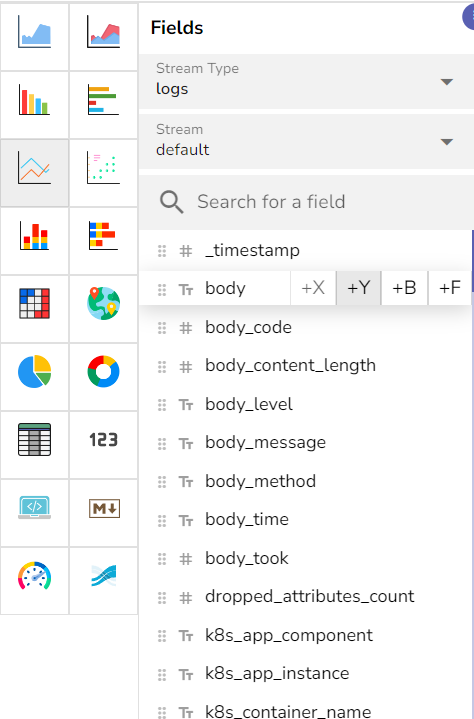 Fields
Stream Type
logs
Stream
default
Search for a field
_timestamp
body +X +Y +B +F
body_code
body_content_length
body_level
body_message
body_method
body_time
body_took
dropped_attributes_count
k8s_app_component
k8s_app_instance
k8s_container_name
123
M